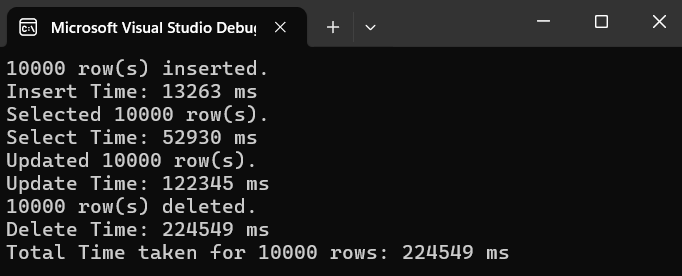 Microsoft Visual Studio Debug
10000 row(s) inserted.
Insert Time: 13263 ms
Selected 10000 row(s).
Select Time: 52930 ms
Updated 10000 row(s).
Update Time: 122345 ms
10000 row(s) deleted.
Delete Time: 224549 ms
Total Time taken for 10000 rows: 224549 ms